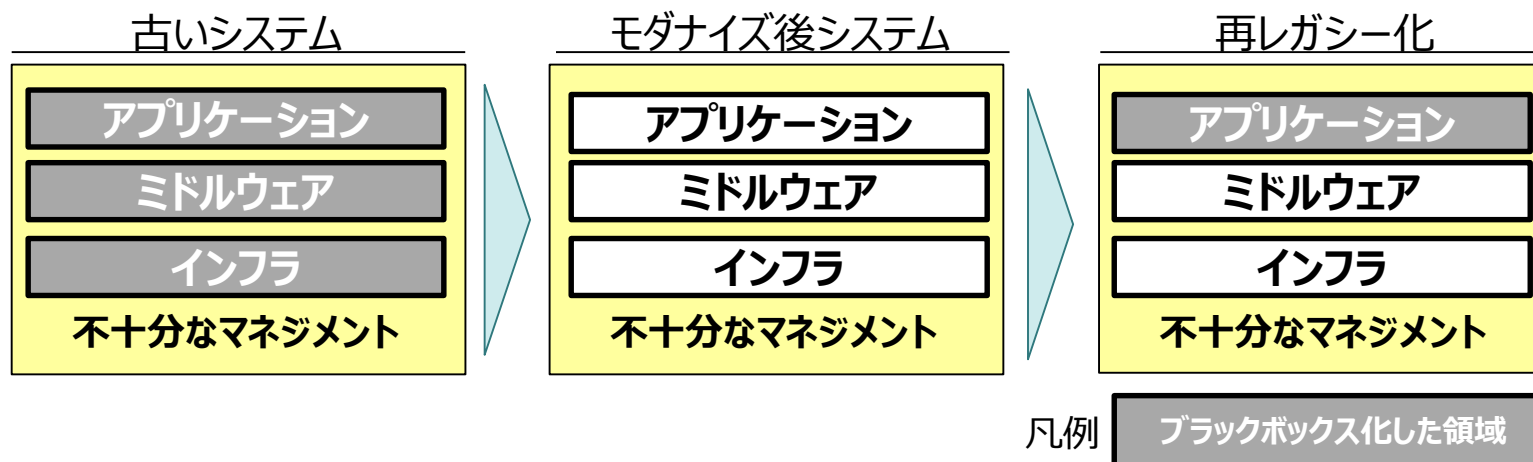 古いシステム
アプリケーション
ミドルウェア
インフラ
不十分なマネジメント
モダナイズ後システム
アプリケーション
ミドルウェア
インフラ
不十分なマネジメント
再レガシー化
アプリケーション
ミドルウェア
インフラ
不十分なマネジメント
凡例
ブラックボックス化した領域